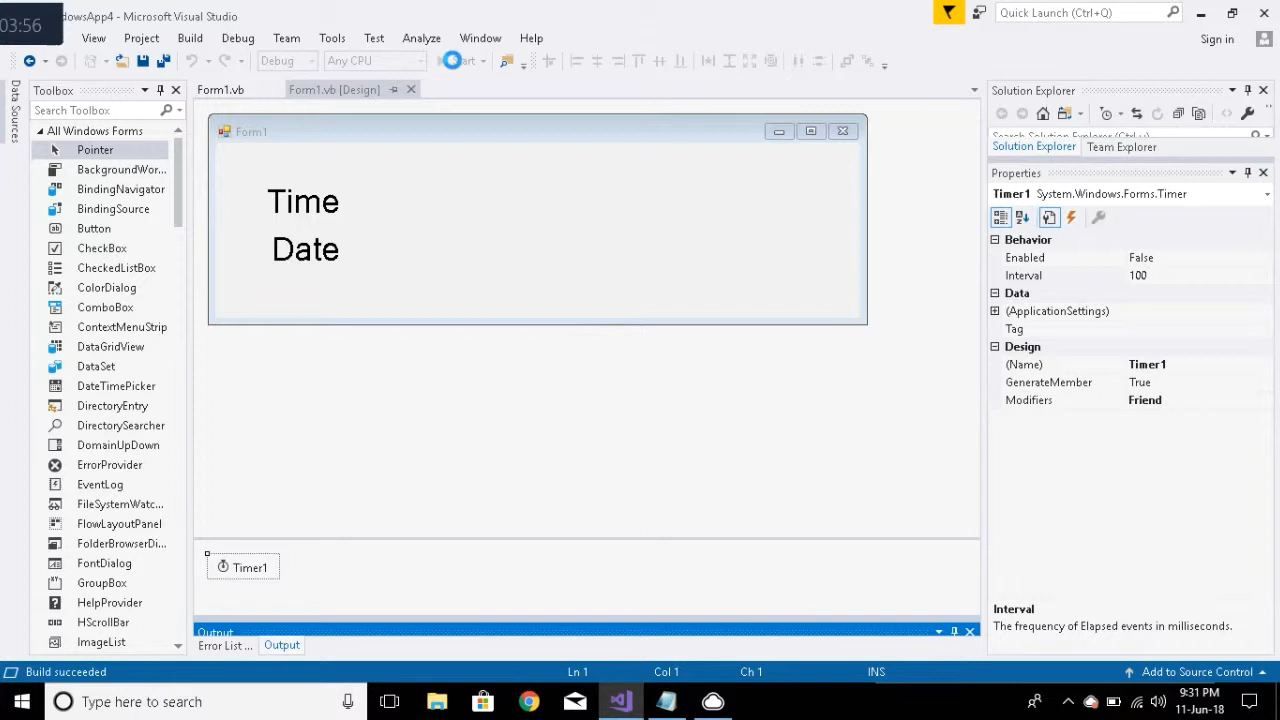 03:56
ndowsApp4 - Microsoft Visual Studio
Quick Launch (Ctrl+Q)
View Project Build Debug Team Tools Test Analyze Window Help
Sign in
Debug Any CPU
Data Sources
Toolbox
Form1.vb
Form1.vb [Design]
Solution Explorer
Search Toolbox
Search Solution Explorer (Ctrl+;)
All Windows Forms
Pointer
BackgroundWor...
BindingNavigator
BindingSource
Button
CheckBox
CheckedListBox
ColorDialog
ComboBox
ContextMenuStrip
DataGridView
DataSet
DateTimePicker
DirectoryEntry
DirectorySearcher
DomainUpDown
ErrorProvider
EventLog
FileSystemWatc...
FlowLayoutPanel
FolderBrowserDi...
FontDialog
GroupBox
HelpProvider
HScrollBar
ImageList
Form1
Time
Date
Timer1
Output
Error List ... Output
Solution Explorer Team Explorer
Properties
Timer1 System.Windows.Forms.Timer
Behavior
Enabled False
Interval 100
Data
(ApplicationSettings)
Tag
Design
(Name) Timer1
GenerateMember True
Modifiers Friend
Interval
The frequency of Elapsed events in milliseconds.
Build succeeded Ln 1 Col 1 Ch 1 INS Add to Source Control
Type here to search
9:31 PM
11-Jun-18